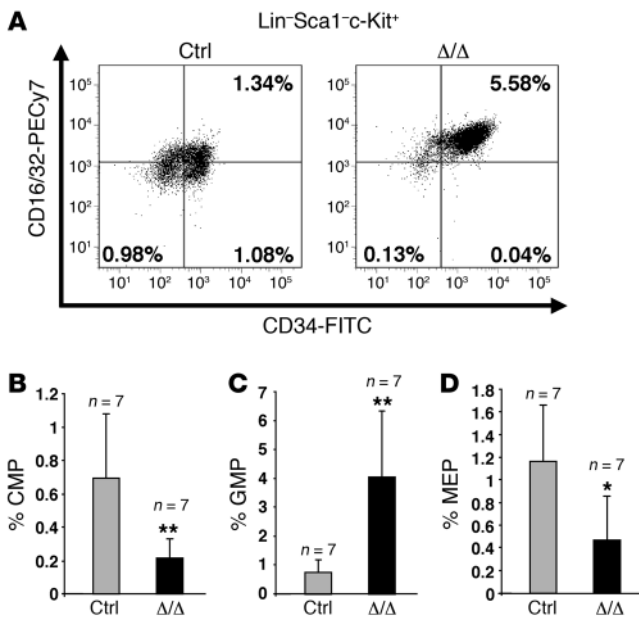 A
Lin⁻Sca1⁻c-Kit⁺
Ctrl
Δ/Δ
CD16/32-PECy7
10⁵
10⁴
10³
10²
10¹
1.34%
0.98%
1.08%
10¹ 10² 10³ 10⁴ 10⁵
10⁵
10⁴
10³
10²
10¹
5.58%
0.13%
0.04%
10¹ 10² 10³ 10⁴ 10⁵
CD34-FITC
B
% CMP
1.2
1
0.8
0.6
0.4
0.2
0
n = 7
n = 7
**
Ctrl
Δ/Δ
C
% GMP
7
6
5
4
3
2
1
0
n = 7
n = 7
**
Ctrl
Δ/Δ
D
% MEP
1.8
1.6
1.4
1.2
1
0.8
0.6
0.4
0.2
0
n = 7
n = 7
*
Ctrl
Δ/Δ